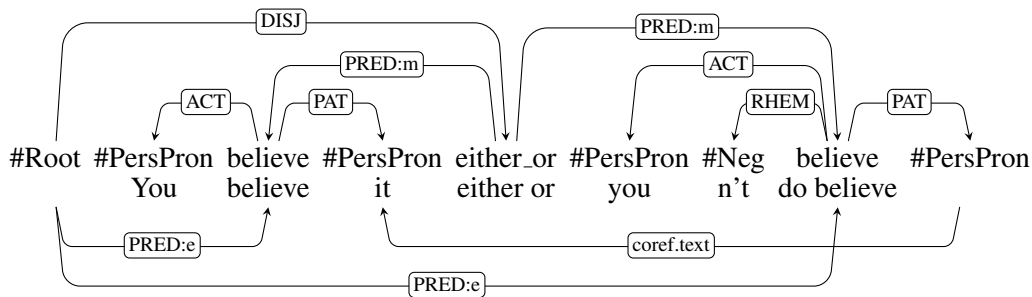 DISJ
PRED:m
PRED:m
ACT
ACT
PAT
RHEM
PAT
#Root #PersPron believe #PersPron either_or #PersPron #Neg believe #PersPron
You believe it either or you n't do believe
PRED:e
coref.text
PRED:e